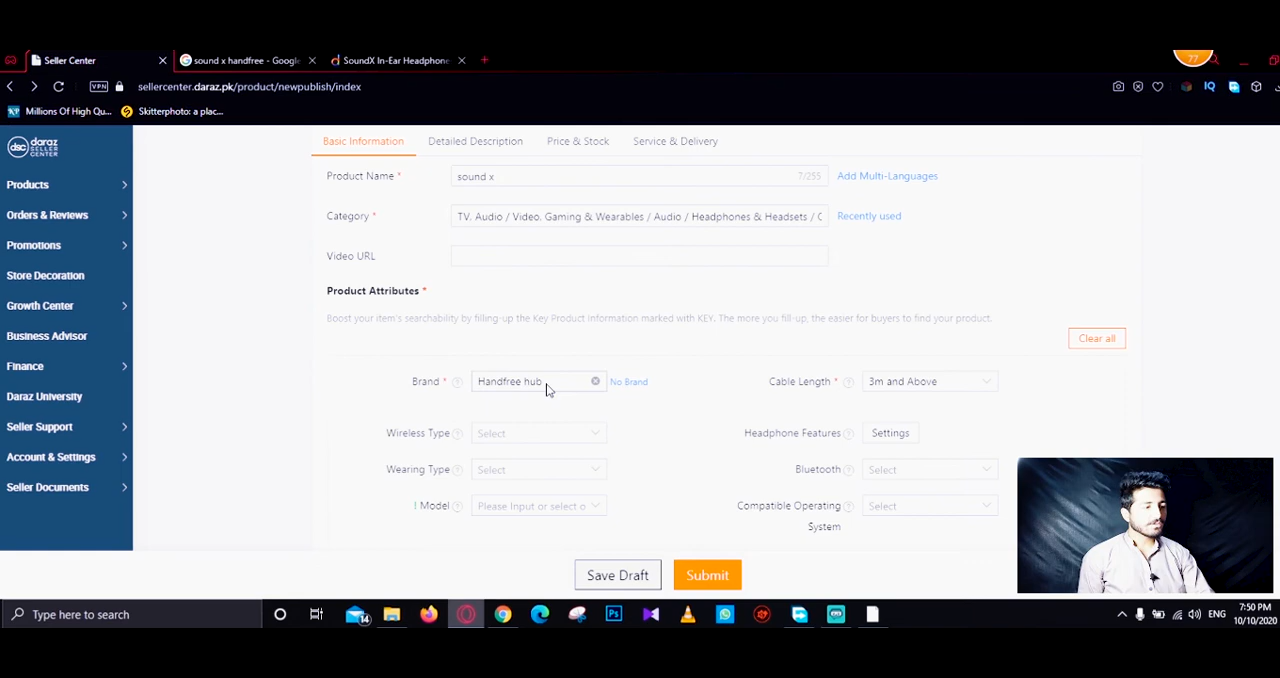 Seller Center
sound x handfree - Google
SoundX In-Ear Headphone
77
VPN
sellercenter.daraz.pk/product/newpublish/index
IQ
Millions Of High Qu...
Skitterphoto: a plac...
dsc daraz SELLER CENTER
Products
Orders & Reviews
Promotions
Store Decoration
Growth Center
Business Advisor
Finance
Daraz University
Seller Support
Account & Settings
Seller Documents
Basic Information Detailed Description Price & Stock Service & Delivery
Product Name * sound x 7/255 Add Multi-Languages
Category * TV, Audio / Video, Gaming & Wearables / Audio / Headphones & Headsets / Recently used
Video URL
Product Attributes *
Boost your item's searchability by filling-up the Key Product Information marked with KEY. The more you fill-up, the easier for buyers to find your product.
Clear all
Brand * ? Handfree hub No Brand Cable Length * ? 3m and Above
Wireless Type ? Select Headphone Features ? Settings
Wearing Type ? Select Bluetooth ? Select
! Model ? Please Input or select o Compatible Operating System ? Select
Save Draft Submit
Type here to search
14
Ps
ENG
7:50 PM
10/10/2020